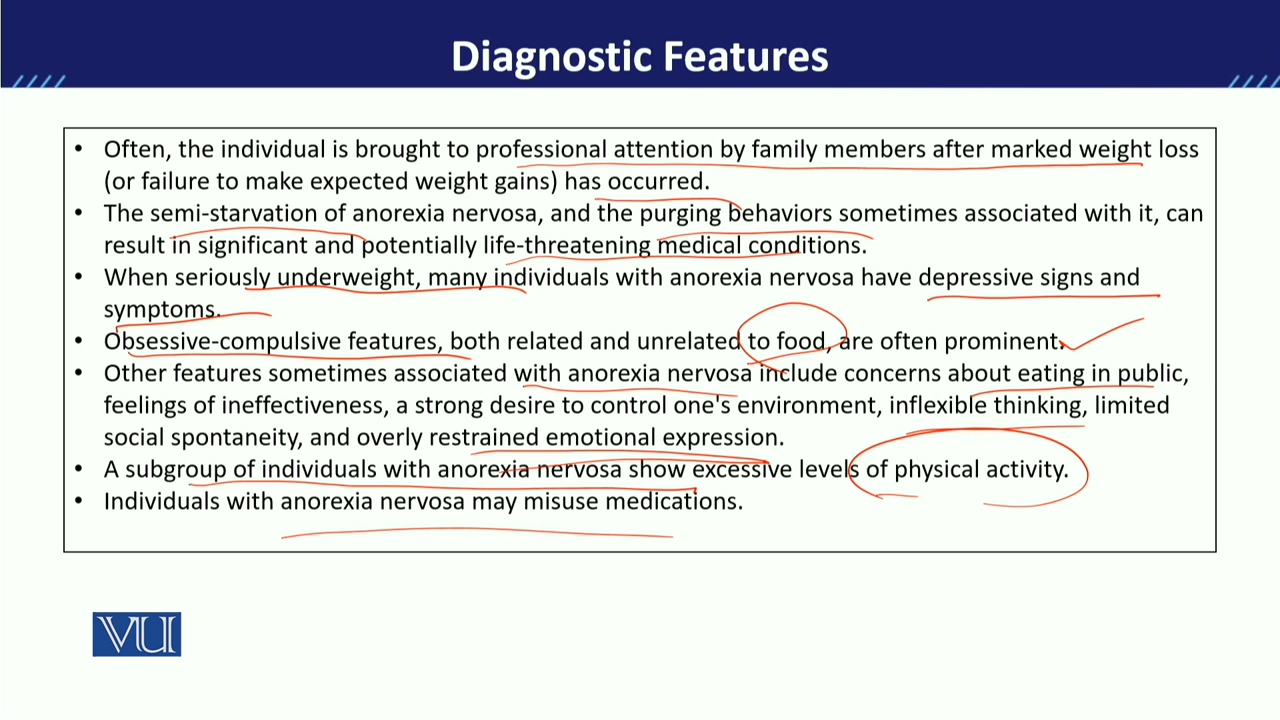 Diagnostic Features
• Often, the individual is brought to professional attention by family members after marked weight loss
(or failure to make expected weight gains) has occurred.
• The semi-starvation of anorexia nervosa, and the purging behaviors sometimes associated with it, can
result in significant and potentially life-threatening medical conditions.
• When seriously underweight, many individuals with anorexia nervosa have depressive signs and
symptoms.
• Obsessive-compulsive features, both related and unrelated to food, are often prominent.
• Other features sometimes associated with anorexia nervosa include concerns about eating in public,
feelings of ineffectiveness, a strong desire to control one's environment, inflexible thinking, limited
social spontaneity, and overly restrained emotional expression.
• A subgroup of individuals with anorexia nervosa show excessive levels of physical activity.
• Individuals with anorexia nervosa may misuse medications.
VU